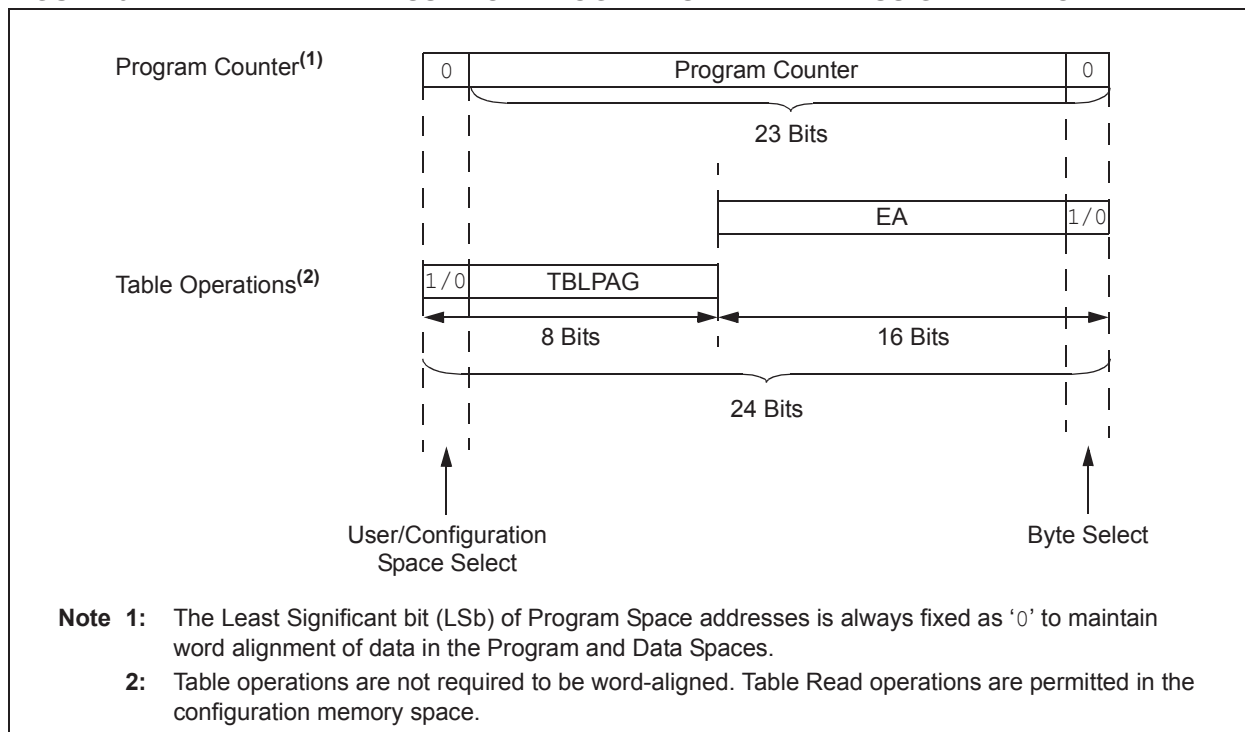 Program Counter(1)
0
Program Counter
0
23 Bits
EA
1/0
Table Operations(2)
1/0
TBLPAG
8 Bits
16 Bits
24 Bits
User/Configuration
Space Select
Byte Select
Note 1: The Least Significant bit (LSb) of Program Space addresses is always fixed as ‘0’ to maintain
word alignment of data in the Program and Data Spaces.
2: Table operations are not required to be word-aligned. Table Read operations are permitted in the
configuration memory space.